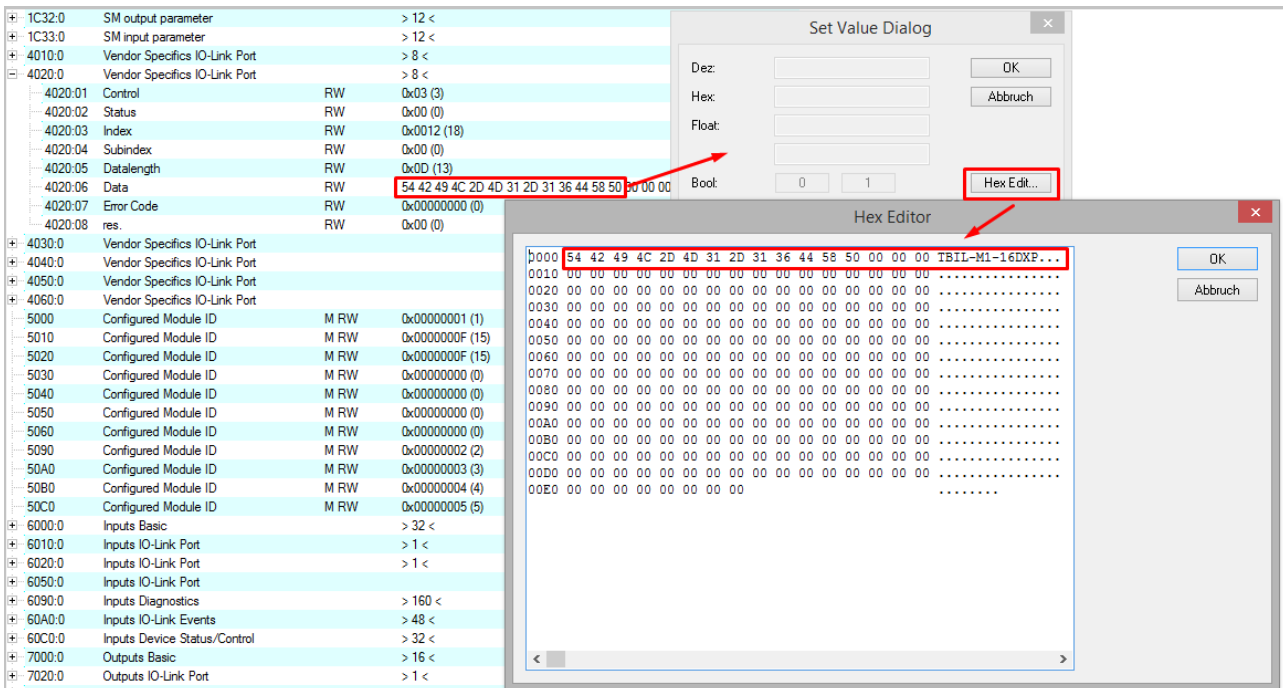 1C32:0 SM output parameter > 12 <
1C33:0 SM input parameter > 12 <
4010:0 Vendor Specifics IO-Link Port > 8 <
4020:0 Vendor Specifics IO-Link Port > 8 <
4020:01 Control RW 0x03 (3)
4020:02 Status RW 0x00 (0)
4020:03 Index RW 0x0012 (18)
4020:04 Subindex RW 0x00 (0)
4020:05 Datalength RW 0x0D (13)
4020:06 Data RW 54 42 49 4C 2D 4D 31 2D 31 36 44 58 50 00 00 00
4020:07 Error Code RW 0x00000000 (0)
4020:08 res. RW 0x00 (0)
4030:0 Vendor Specifics IO-Link Port
4040:0 Vendor Specifics IO-Link Port
4050:0 Vendor Specifics IO-Link Port
4060:0 Vendor Specifics IO-Link Port
5000 Configured Module ID M RW 0x00000001 (1)
5010 Configured Module ID M RW 0x0000000F (15)
5020 Configured Module ID M RW 0x0000000F (15)
5030 Configured Module ID M RW 0x00000000 (0)
5040 Configured Module ID M RW 0x00000000 (0)
5050 Configured Module ID M RW 0x00000000 (0)
5060 Configured Module ID M RW 0x00000000 (0)
5090 Configured Module ID M RW 0x00000002 (2)
50A0 Configured Module ID M RW 0x00000003 (3)
50B0 Configured Module ID M RW 0x00000004 (4)
50C0 Configured Module ID M RW 0x00000005 (5)
6000:0 Inputs Basic > 32 <
6010:0 Inputs IO-Link Port > 1 <
6020:0 Inputs IO-Link Port > 1 <
6050:0 Inputs IO-Link Port
6090:0 Inputs Diagnostics > 160 <
60A0:0 Inputs IO-Link Events > 48 <
60C0:0 Inputs Device Status/Control > 32 <
7000:0 Outputs Basic > 16 <
7020:0 Outputs IO-Link Port > 1 <
Set Value Dialog
Dez: OK
Hex: Abbruch
Float:
Bool: 0 1 Hex Edit...
Hex Editor
0000 54 42 49 4C 2D 4D 31 2D 31 36 44 58 50 00 00 00 TBIL-M1-16DXP...
0010 00 00 00 00 00 00 00 00 00 00 00 00 00 00 00 00 ................
0020 00 00 00 00 00 00 00 00 00 00 00 00 00 00 00 00 ................
0030 00 00 00 00 00 00 00 00 00 00 00 00 00 00 00 00 ................
0040 00 00 00 00 00 00 00 00 00 00 00 00 00 00 00 00 ................
0050 00 00 00 00 00 00 00 00 00 00 00 00 00 00 00 00 ................
0060 00 00 00 00 00 00 00 00 00 00 00 00 00 00 00 00 ................
0070 00 00 00 00 00 00 00 00 00 00 00 00 00 00 00 00 ................
0080 00 00 00 00 00 00 00 00 00 00 00 00 00 00 00 00 ................
0090 00 00 00 00 00 00 00 00 00 00 00 00 00 00 00 00 ................
00A0 00 00 00 00 00 00 00 00 00 00 00 00 00 00 00 00 ................
00B0 00 00 00 00 00 00 00 00 00 00 00 00 00 00 00 00 ................
00C0 00 00 00 00 00 00 00 00 00 00 00 00 00 00 00 00 ................
00D0 00 00 00 00 00 00 00 00 00 00 00 00 00 00 00 00 ................
00E0 00 00 00 00 00 00 00 00 ........
OK
Abbruch